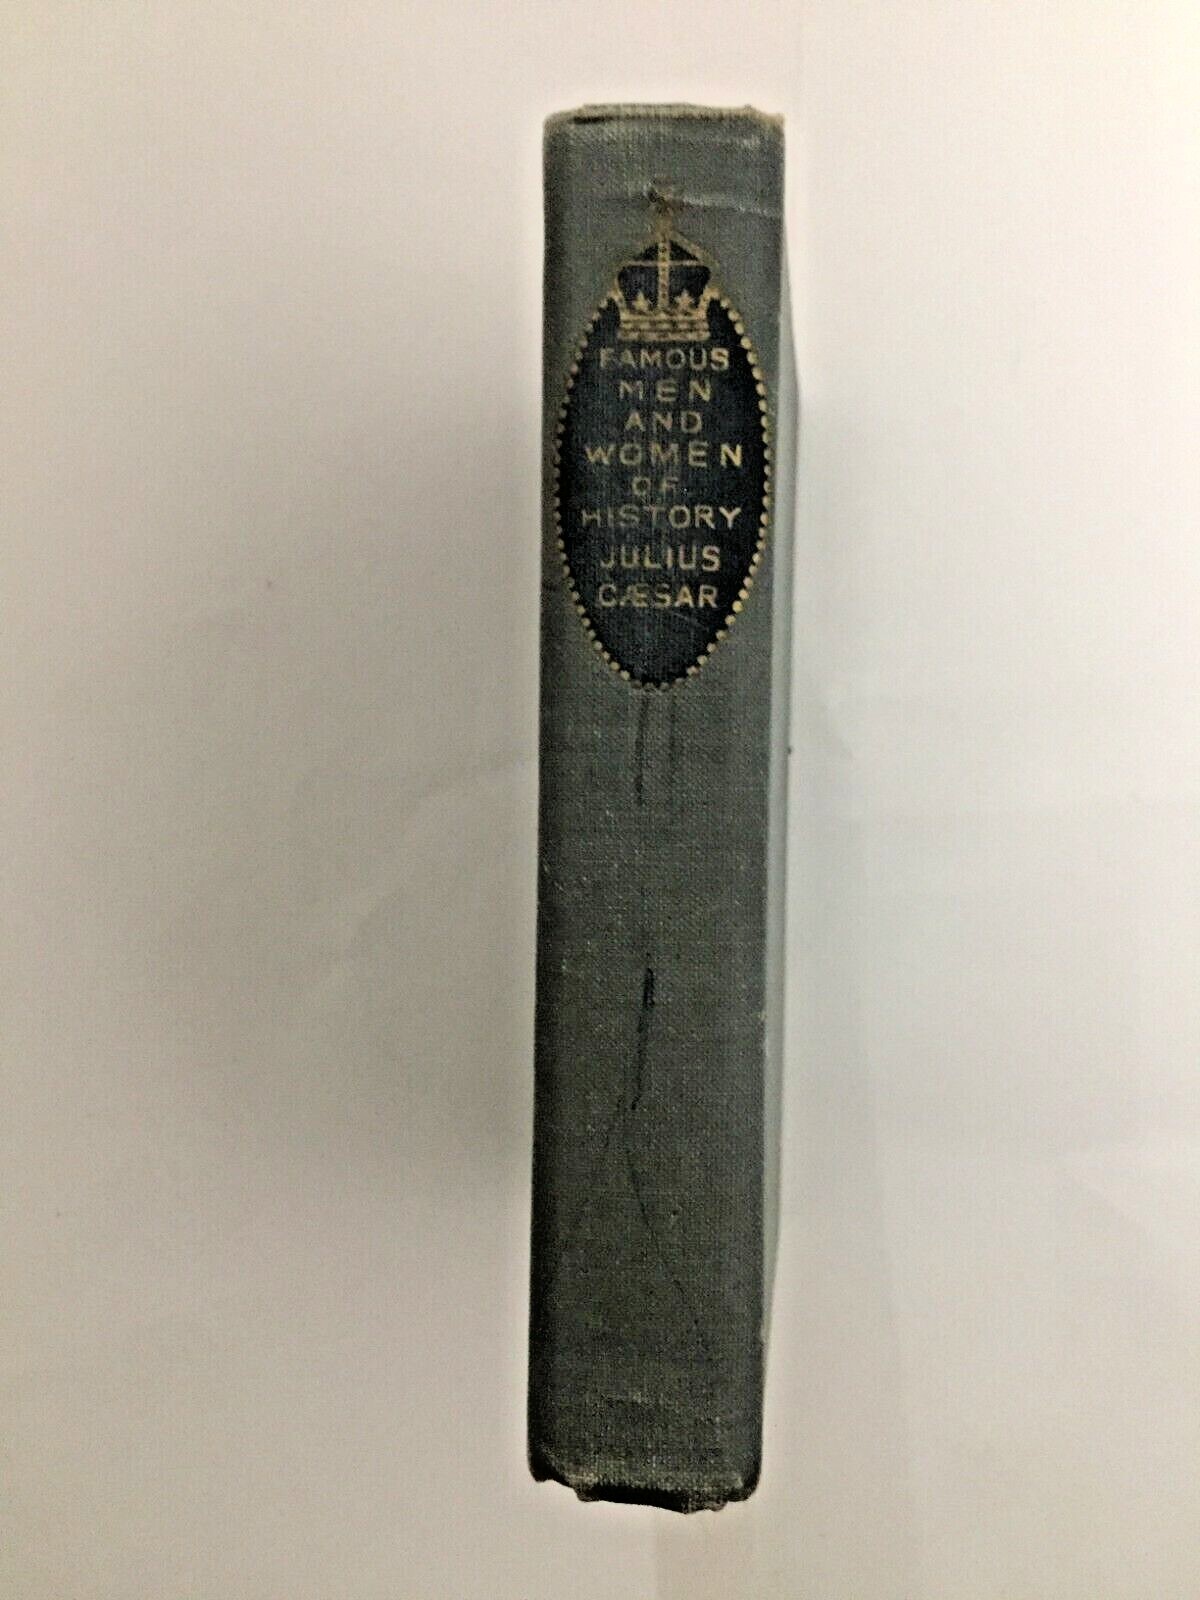 FAMOUS
MEN
AND
WOMEN
OF
HISTORY
JULIUS
CÆSAR